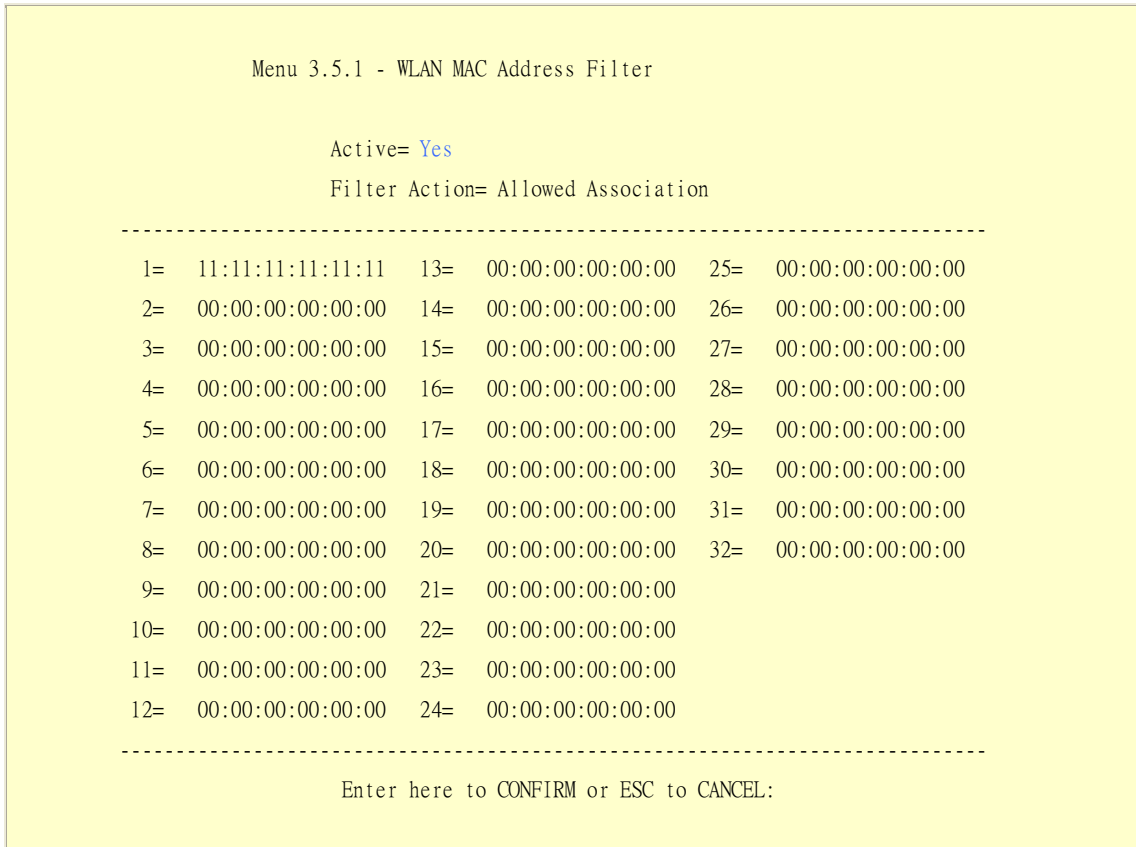 Menu 3.5.1 - WLAN MAC Address Filter
Active= Yes
Filter Action= Allowed Association
------------------------------------------------------------------------------
1= 11:11:11:11:11:11 13= 00:00:00:00:00:00 25= 00:00:00:00:00:00
2= 00:00:00:00:00:00 14= 00:00:00:00:00:00 26= 00:00:00:00:00:00
3= 00:00:00:00:00:00 15= 00:00:00:00:00:00 27= 00:00:00:00:00:00
4= 00:00:00:00:00:00 16= 00:00:00:00:00:00 28= 00:00:00:00:00:00
5= 00:00:00:00:00:00 17= 00:00:00:00:00:00 29= 00:00:00:00:00:00
6= 00:00:00:00:00:00 18= 00:00:00:00:00:00 30= 00:00:00:00:00:00
7= 00:00:00:00:00:00 19= 00:00:00:00:00:00 31= 00:00:00:00:00:00
8= 00:00:00:00:00:00 20= 00:00:00:00:00:00 32= 00:00:00:00:00:00
9= 00:00:00:00:00:00 21= 00:00:00:00:00:00
10= 00:00:00:00:00:00 22= 00:00:00:00:00:00
11= 00:00:00:00:00:00 23= 00:00:00:00:00:00
12= 00:00:00:00:00:00 24= 00:00:00:00:00:00
------------------------------------------------------------------------------
Enter here to CONFIRM or ESC to CANCEL: